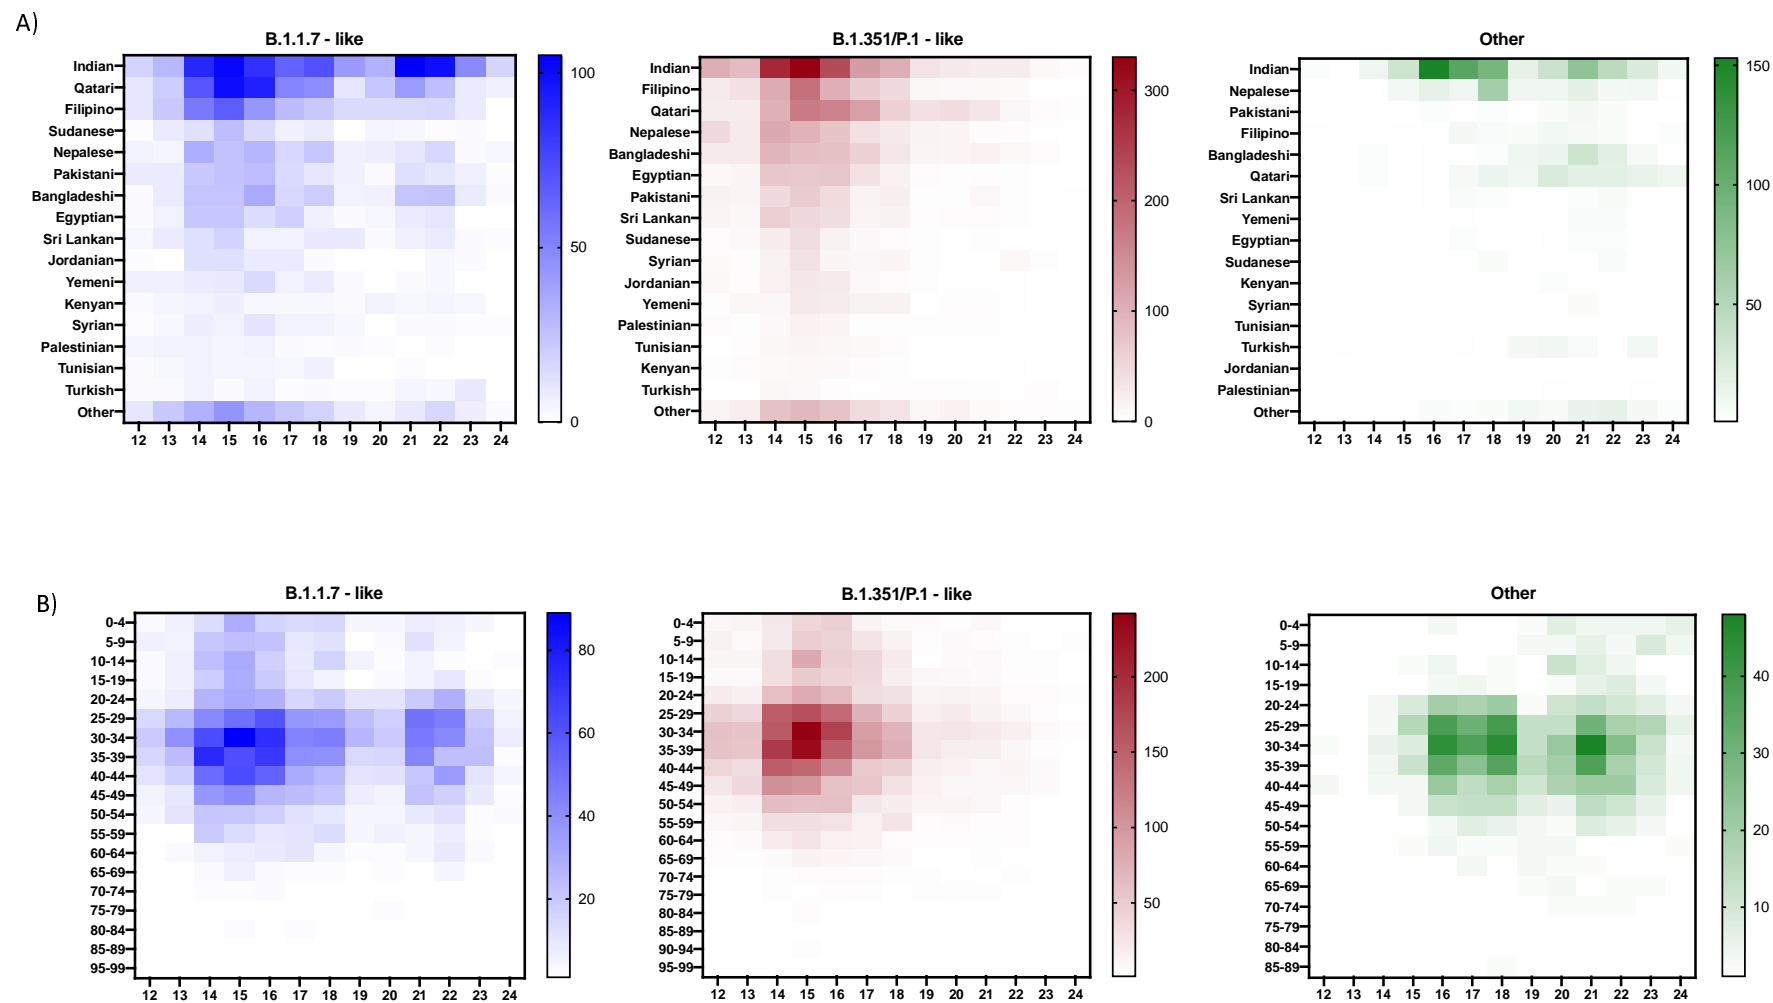 A)
B.1.1.7 - like
Indian
Qatari
Filipino
Sudanese
Nepalese
Pakistani
Bangladeshi
Egyptian
Sri Lankan
Jordanian
Yemeni
Kenyan
Syrian
Palestinian
Tunisian
Turkish
Other
12 13 14 15 16 17 18 19 20 21 22 23 24
100
50
0
B.1.351/P.1 - like
Indian
Filipino
Qatari
Nepalese
Bangladeshi
Egyptian
Pakistani
Sri Lankan
Sudanese
Syrian
Jordanian
Yemeni
Palestinian
Tunisian
Kenyan
Turkish
Other
12 13 14 15 16 17 18 19 20 21 22 23 24
300
200
100
0
Other
Indian
Nepalese
Pakistani
Filipino
Bangladeshi
Qatari
Sri Lankan
Yemeni
Egyptian
Sudanese
Kenyan
Syrian
Tunisian
Turkish
Jordanian
Palestinian
Other
12 13 14 15 16 17 18 19 20 21 22 23 24
150
100
50
B)
B.1.1.7 - like
0-4
5-9
10-14
15-19
20-24
25-29
30-34
35-39
40-44
45-49
50-54
55-59
60-64
65-69
70-74
75-79
80-84
85-89
95-99
12 13 14 15 16 17 18 19 20 21 22 23 24
80
60
40
20
B.1.351/P.1 - like
0-4
5-9
10-14
15-19
20-24
25-29
30-34
35-39
40-44
45-49
50-54
55-59
60-64
65-69
70-74
75-79
80-84
85-89
90-94
95-99
12 13 14 15 16 17 18 19 20 21 22 23 24
200
150
100
50
Other
0-4
5-9
10-14
15-19
20-24
25-29
30-34
35-39
40-44
45-49
50-54
55-59
60-64
65-69
70-74
75-79
80-84
85-89
12 13 14 15 16 17 18 19 20 21 22 23 24
40
30
20
10